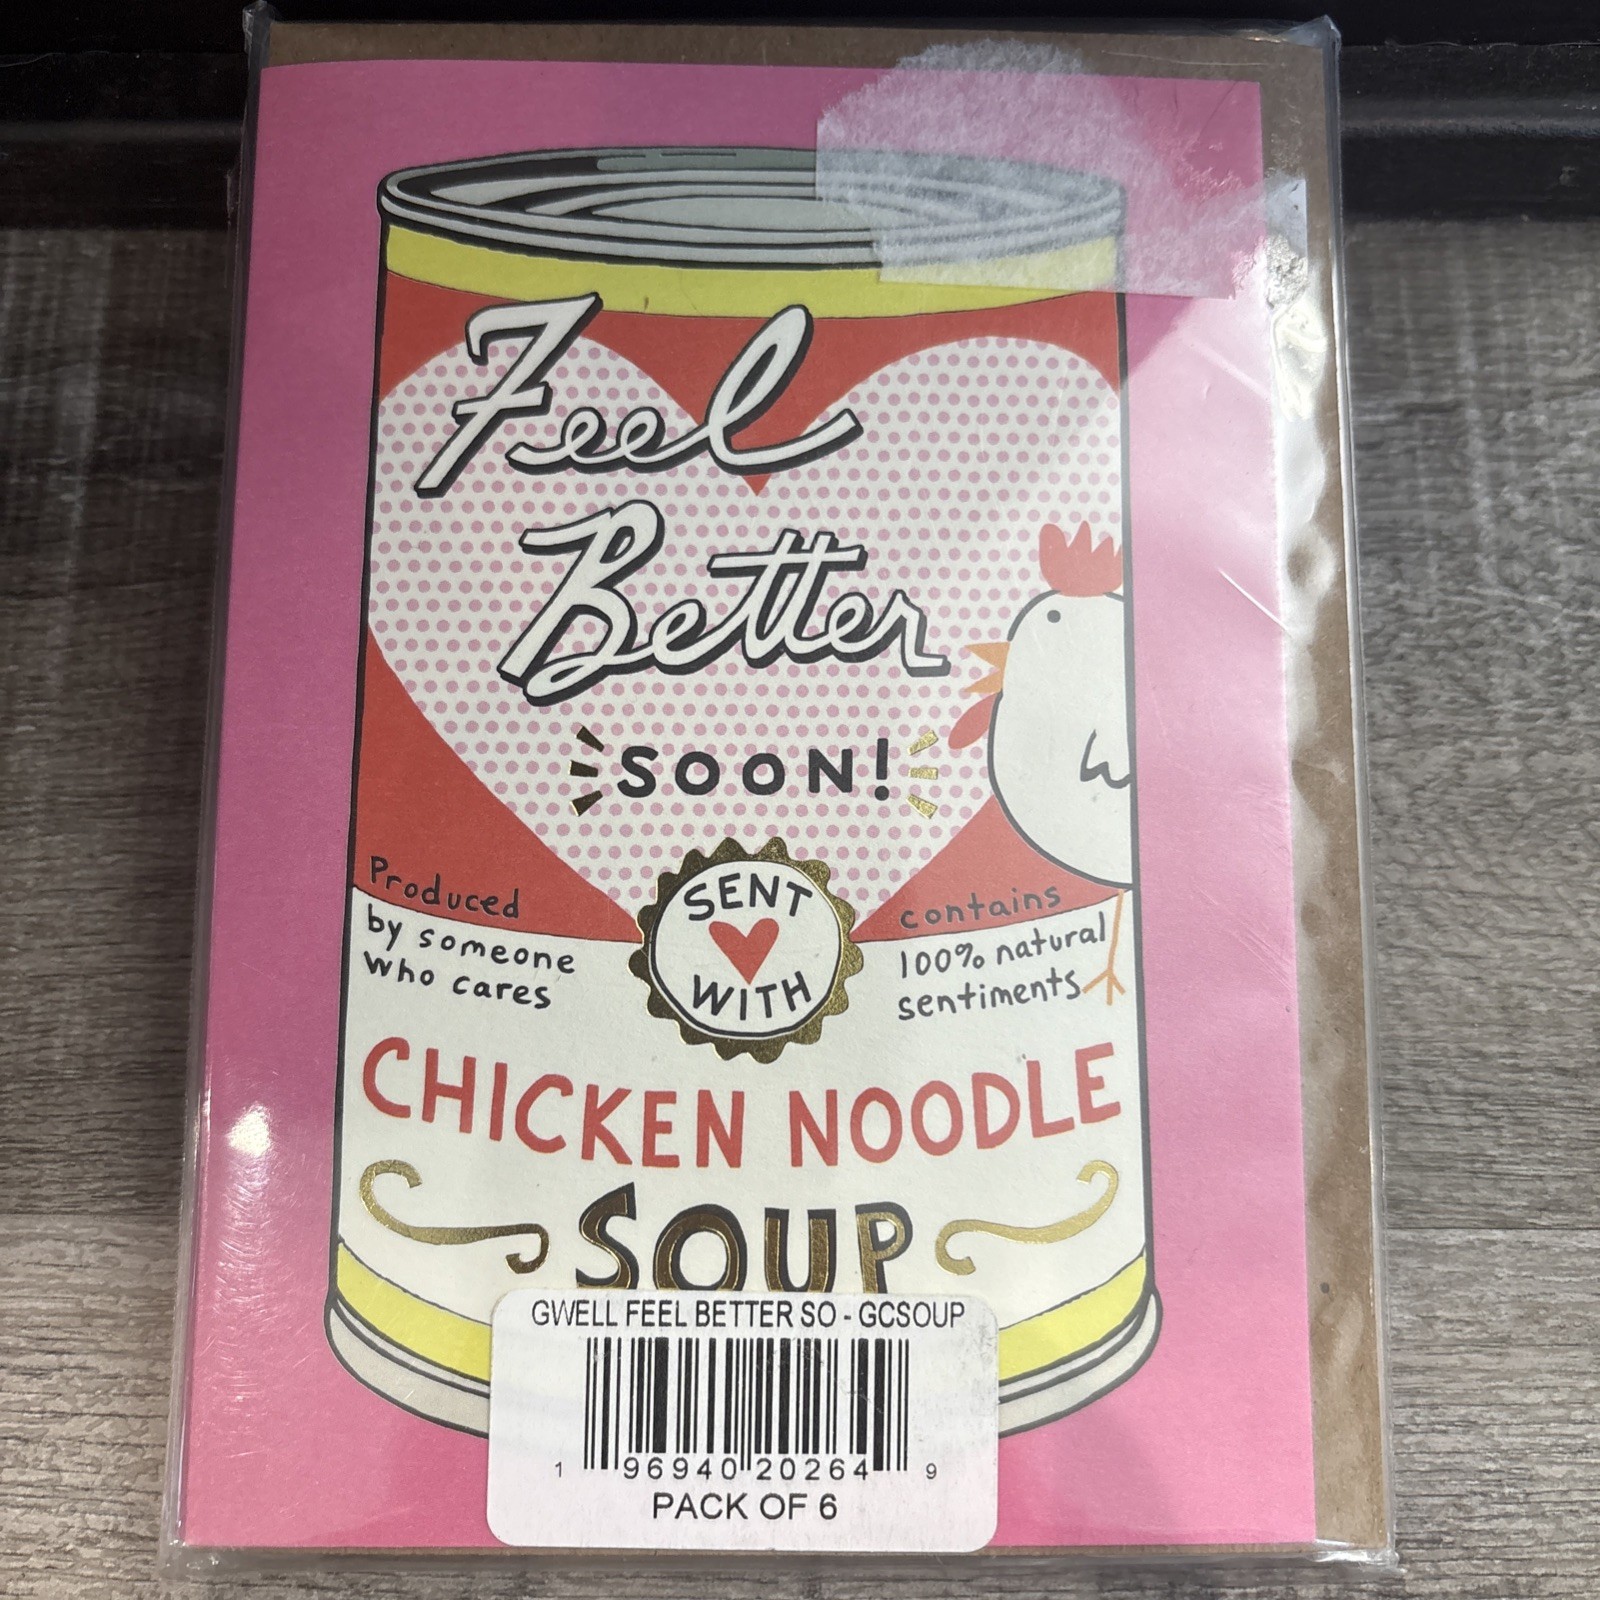 Feel
Better
SOON!
Produced
by someone
who cares
SENT
WITH
contains
100% natural
sentiments
CHICKEN NOODLE
SOUP
GWELL FEEL BETTER SO - GCSOUP
1 96940 20264 9
PACK OF 6